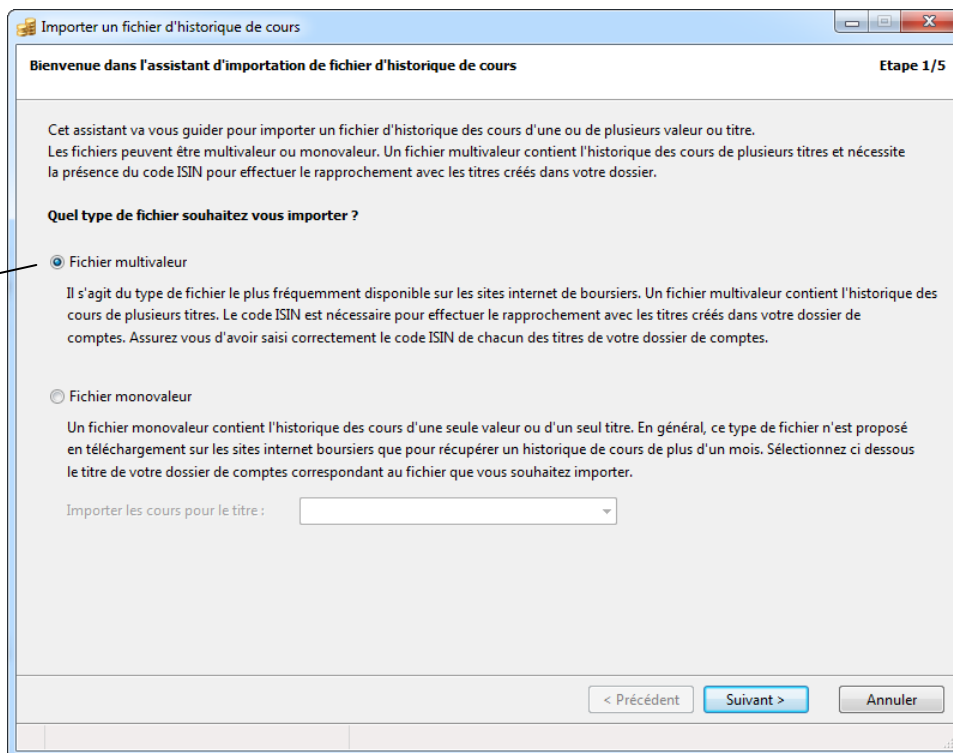 Importer un fichier d'historique de cours
Bienvenue dans l'assistant d'importation de fichier d'historique de cours
Etape 1/5
Cet assistant va vous guider pour importer un fichier d'historique des cours d'une ou de plusieurs valeur ou titre.
Les fichiers peuvent être multivaleur ou monovaleur. Un fichier multivaleur contient l'historique des cours de plusieurs titres et nécessite
la présence du code ISIN pour effectuer le rapprochement avec les titres créés dans votre dossier.
Quel type de fichier souhaitez vous importer ?
Fichier multivaleur
Il s'agit du type de fichier le plus fréquemment disponible sur les sites internet de boursiers. Un fichier multivaleur contient l'historique des
cours de plusieurs titres. Le code ISIN est nécessaire pour effectuer le rapprochement avec les titres créés dans votre dossier de
comptes. Assurez vous d'avoir saisi correctement le code ISIN de chacun des titres de votre dossier de comptes.
Fichier monovaleur
Un fichier monovaleur contient l'historique des cours d'une seule valeur ou d'un seul titre. En général, ce type de fichier n'est proposé
en téléchargement sur les sites internet boursiers que pour récupérer un historique de cours de plus d'un mois. Sélectionnez ci dessous
le titre de votre dossier de comptes correspondant au fichier que vous souhaitez importer.
Importer les cours pour le titre :
< Précédent
Suivant >
Annuler